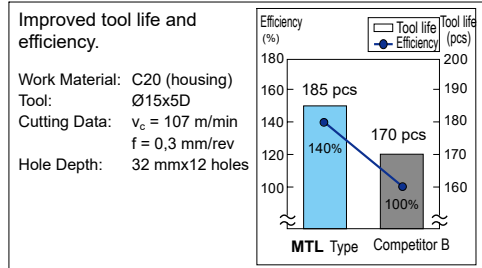 Improved tool life and
efficiency.
Work Material: C20 (housing)
Tool: Ø15x5D
Cutting Data: vc = 107 m/min
f = 0,3 mm/rev
Hole Depth: 32 mmx12 holes
Efficiency
(%)
Tool life
Efficiency
Tool life
(pcs)
180
160
140
120
100
200
190
180
170
160
185 pcs
140%
170 pcs
100%
MTL Type
Competitor B